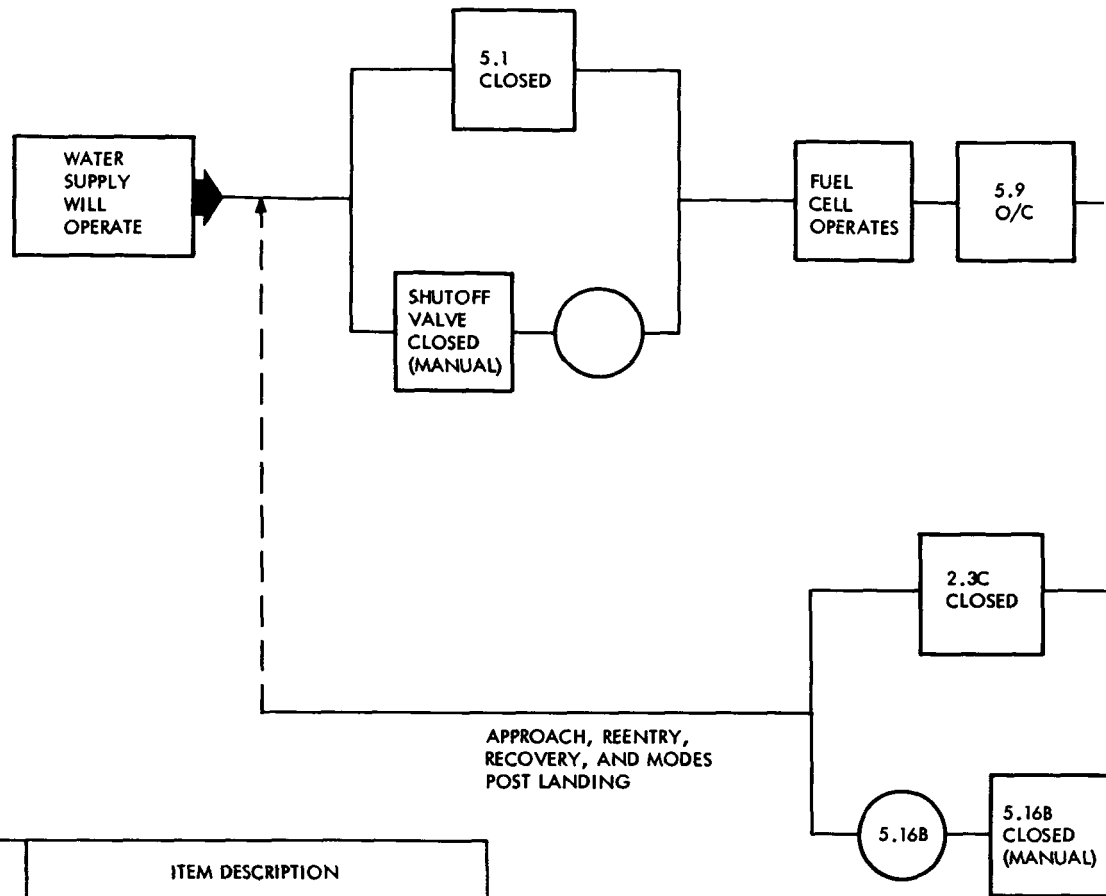 5.1
CLOSED
WATER
SUPPLY
WILL
OPERATE
FUEL
CELL
OPERATES
5.9
O/C
SHUTOFF
VALVE
CLOSED
(MANUAL)
2.3C
CLOSED
APPROACH, REENTRY,
RECOVERY, AND MODES
POST LANDING
5.16B
5.16B
CLOSED
(MANUAL)
ITEM DESCRIPTION